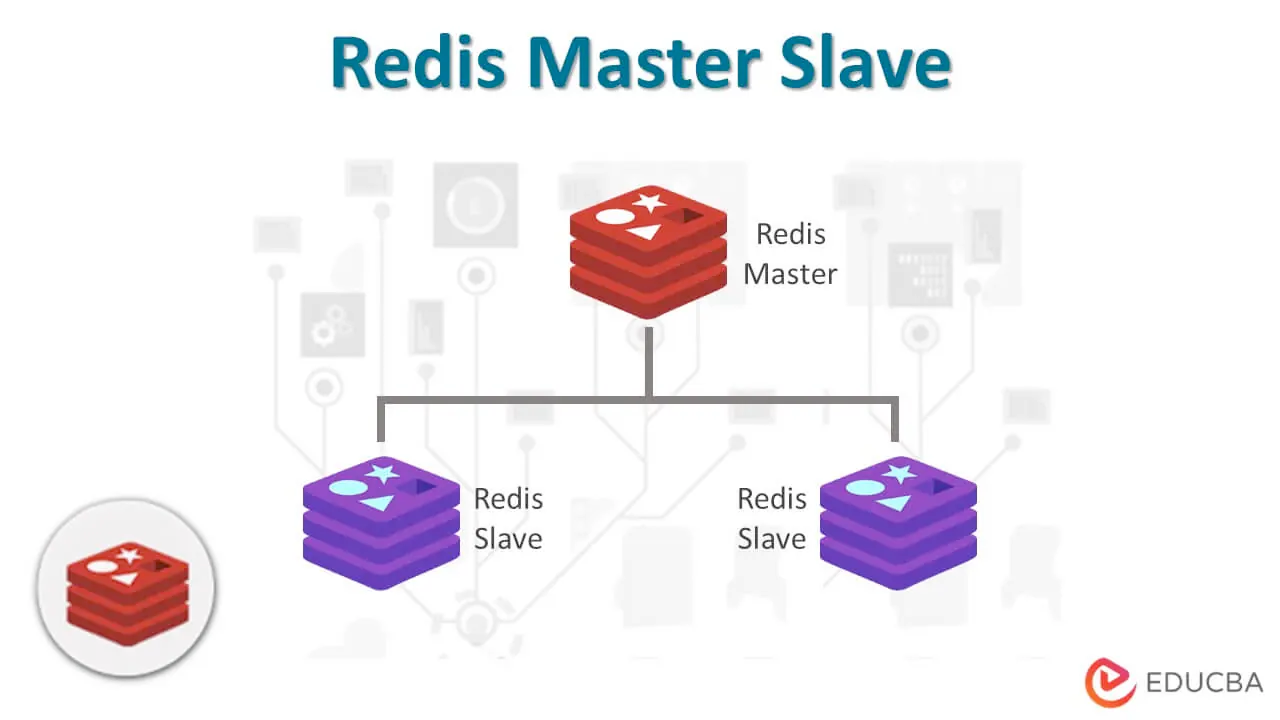 Redis Master Slave
Redis
Master
Redis
Slave
Redis
Slave
EDUCBA